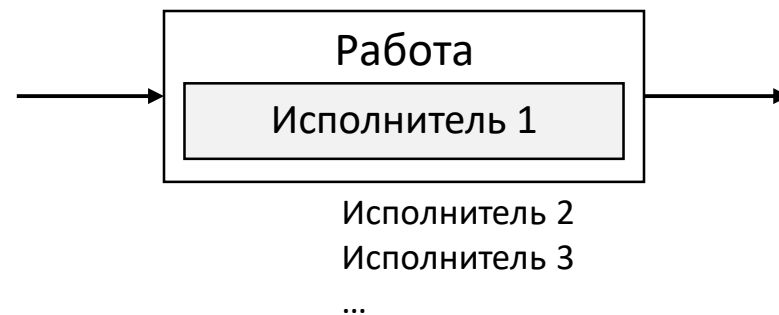 Работа
Исполнитель 1
Исполнитель 2
Исполнитель 3
...